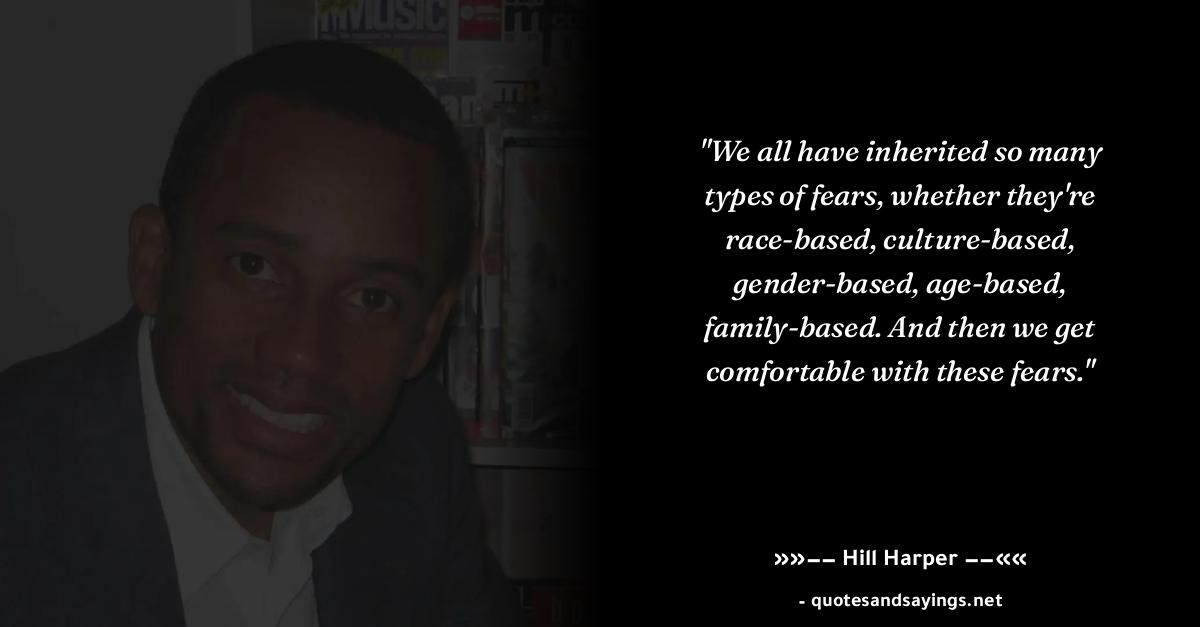 MUSIC
"We all have inherited so many
types of fears, whether they're
race-based, culture-based,
gender-based, age-based,
family-based. And then we get
comfortable with these fears."
»»−− Hill Harper −−««
- quotesandsayings.net